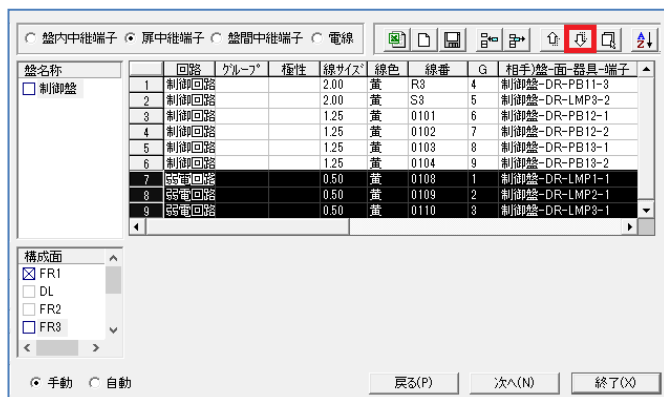 盤内中継端子 扉中継端子 盤間中継端子 電線
盤名称
制御盤
回路 グループ 極性 線サイズ 線色 線番 G 相手)盤-面-器具-端子
1 制御回路 2.00 黄 R3 4 制御盤-DR-PB11-3
2 制御回路 2.00 黄 S3 5 制御盤-DR-LMP3-2
3 制御回路 1.25 黄 0101 6 制御盤-DR-PB12-1
4 制御回路 1.25 黄 0102 7 制御盤-DR-PB12-2
5 制御回路 1.25 黄 0103 8 制御盤-DR-PB13-1
6 制御回路 1.25 黄 0104 9 制御盤-DR-PB13-2
7 弱電回路 0.50 黄 0108 1 制御盤-DR-LMP1-1
8 弱電回路 0.50 黄 0109 2 制御盤-DR-LMP2-1
9 弱電回路 0.50 黄 0110 3 制御盤-DR-LMP3-1
構成面
FR1
DL
FR2
FR3
手動 自動
戻る(P) 次へ(N) 終了(X)